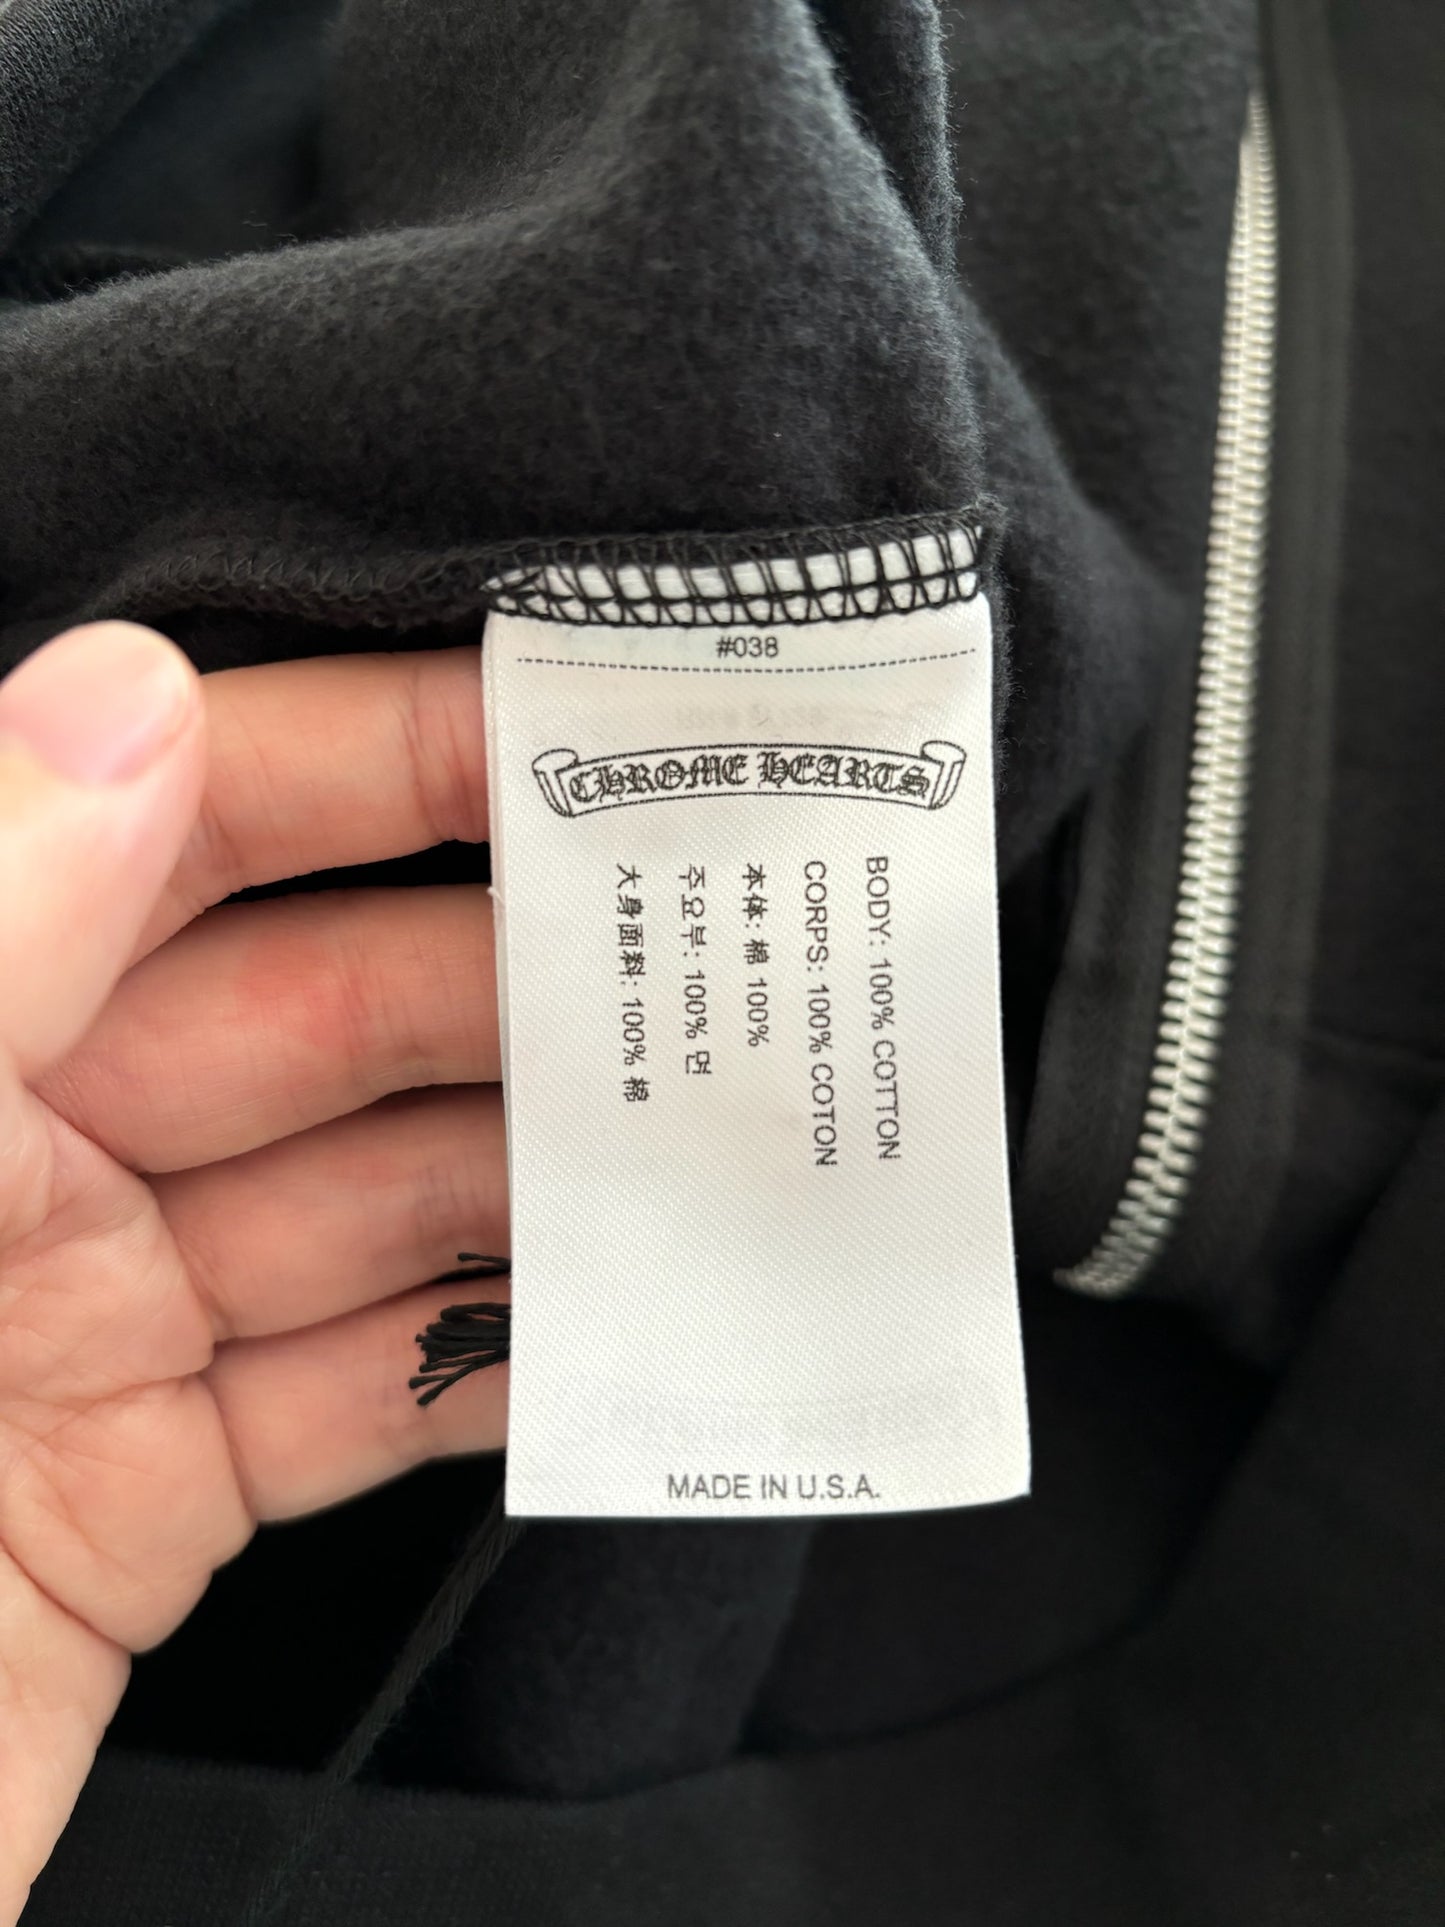 #038
CHROME HEARTS
BODY: 100% COTTON
CORPS: 100% COTON
本体: 棉 100%
주요부: 100% 면
大身面料: 100% 棉
MADE IN U.S.A.